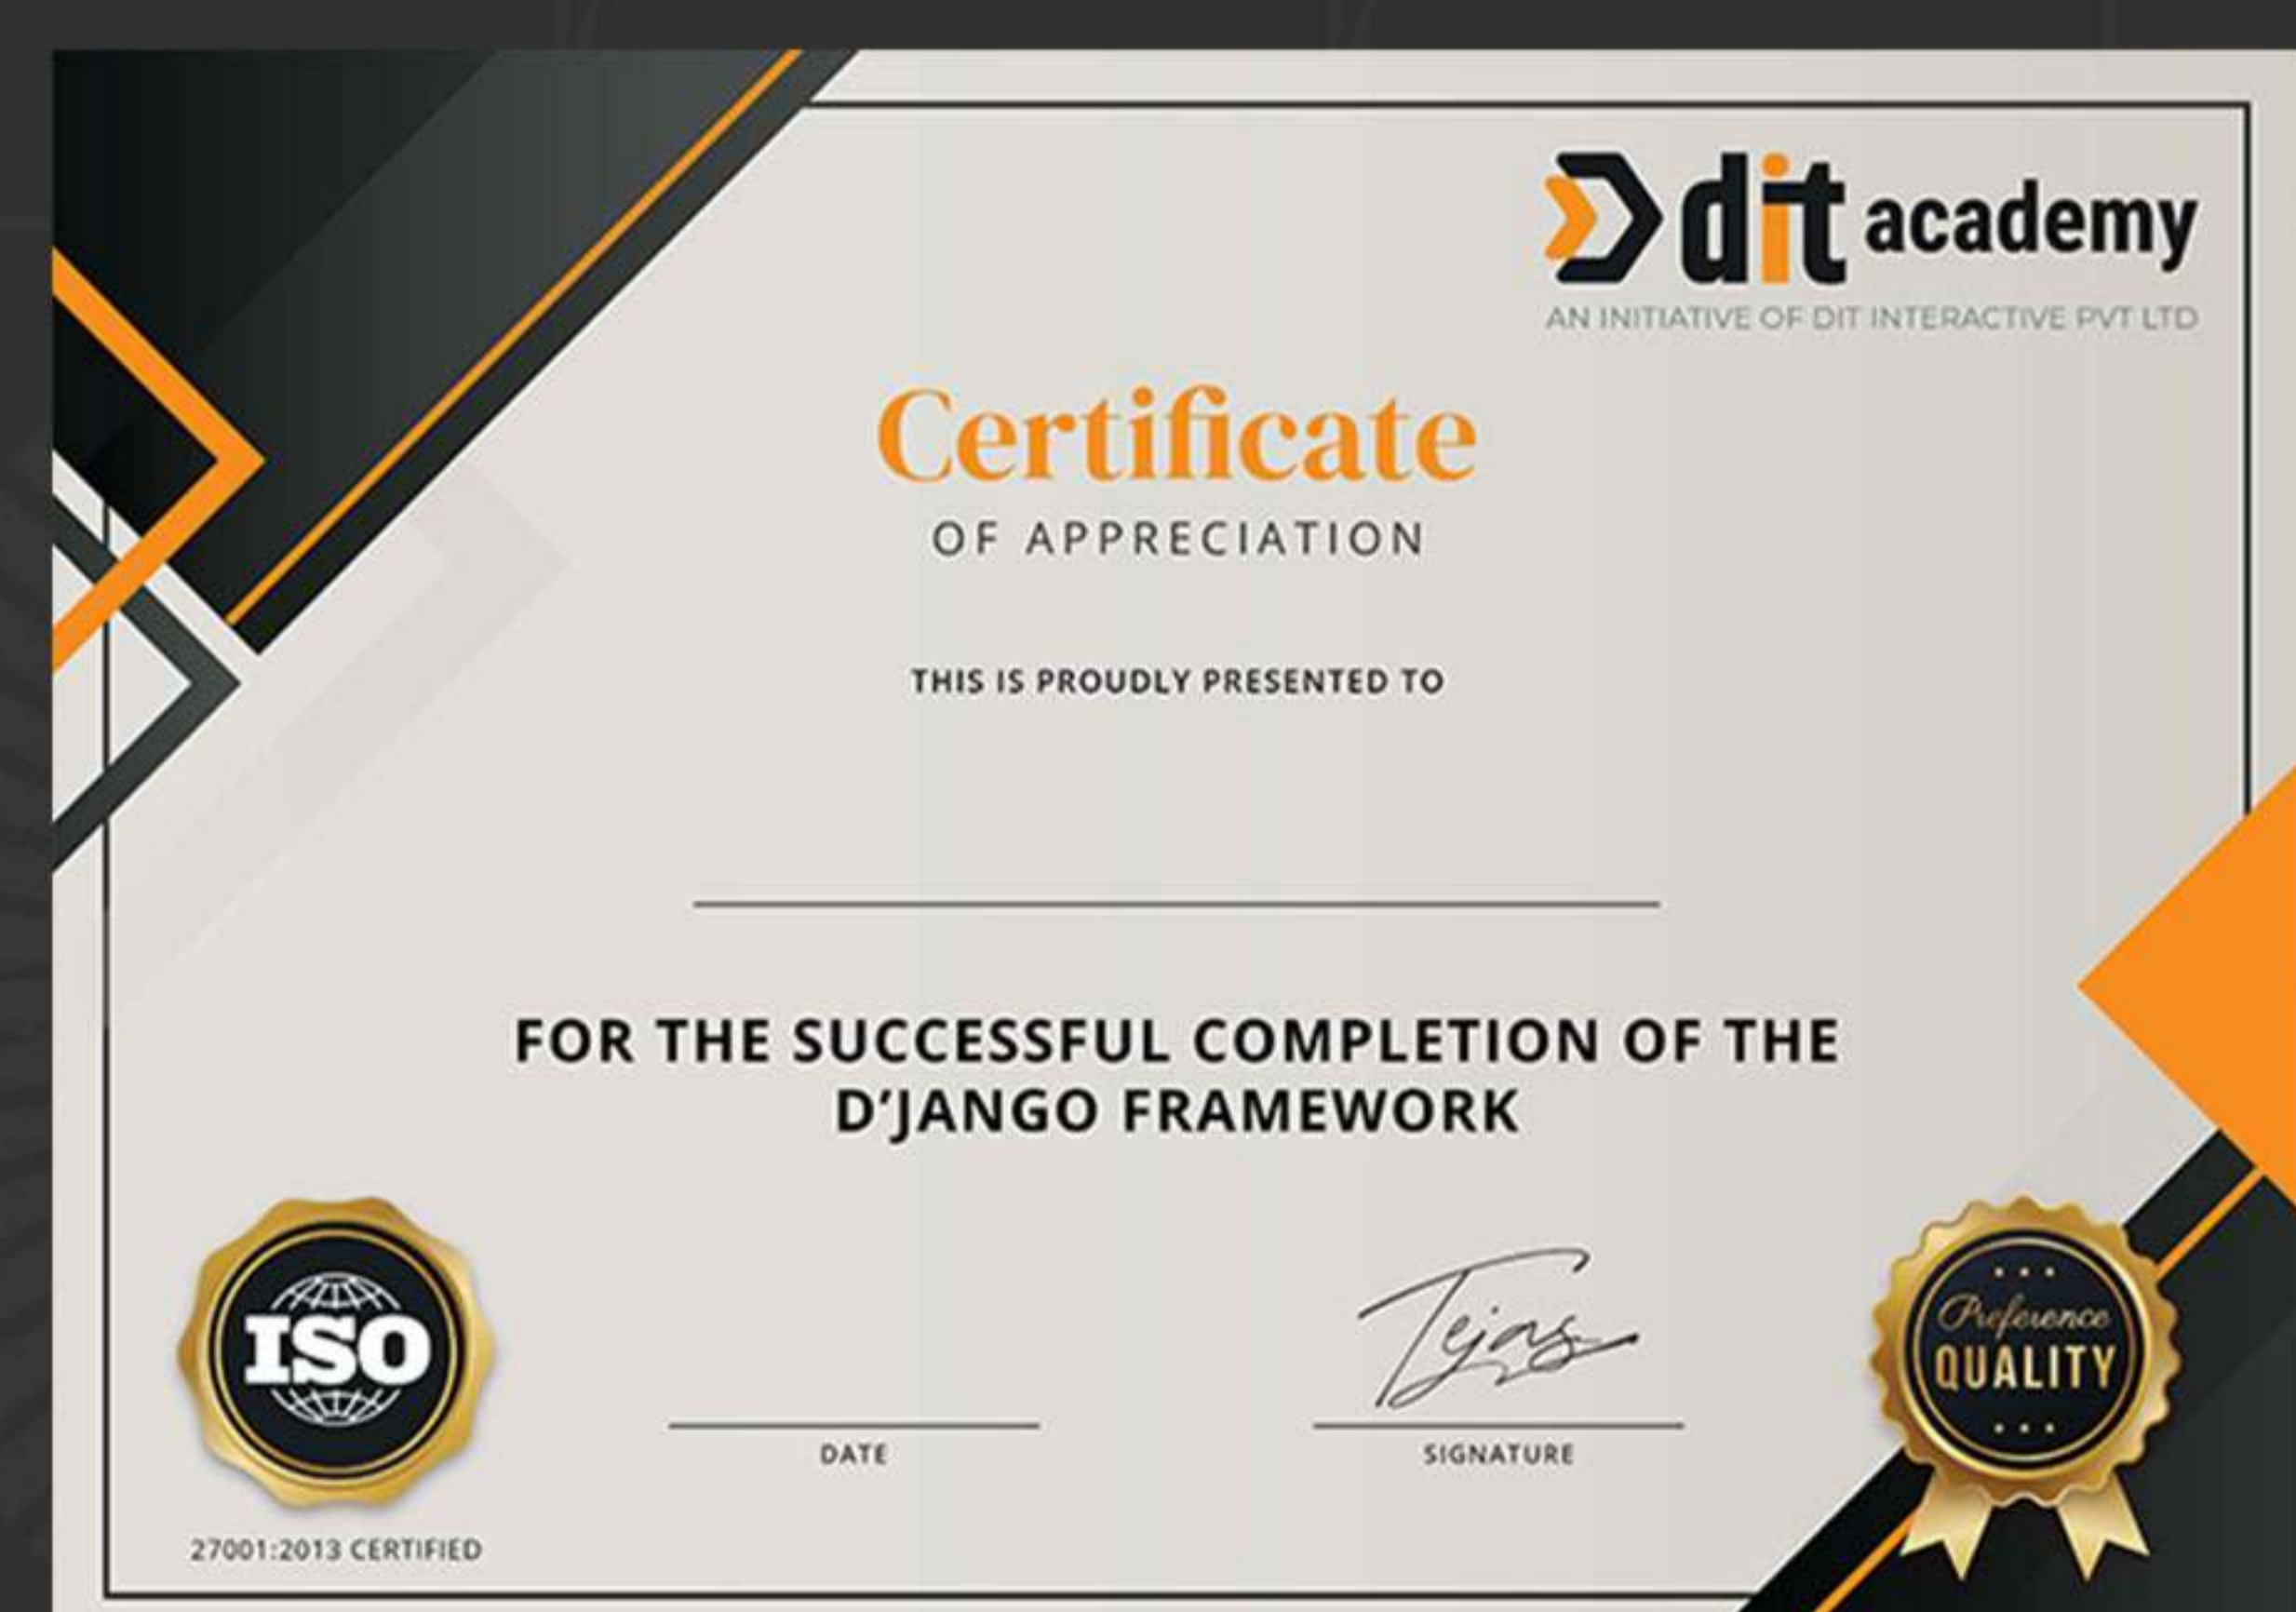 dit academy
AN INITIATIVE OF DIT INTERACTIVE PVT LTD
Certificate
OF APPRECIATION
THIS IS PROUDLY PRESENTED TO
FOR THE SUCCESSFUL COMPLETION OF THE
D’JANGO FRAMEWORK
ISO
27001:2013 CERTIFIED
DATE
Tejas
SIGNATURE
Preference
QUALITY